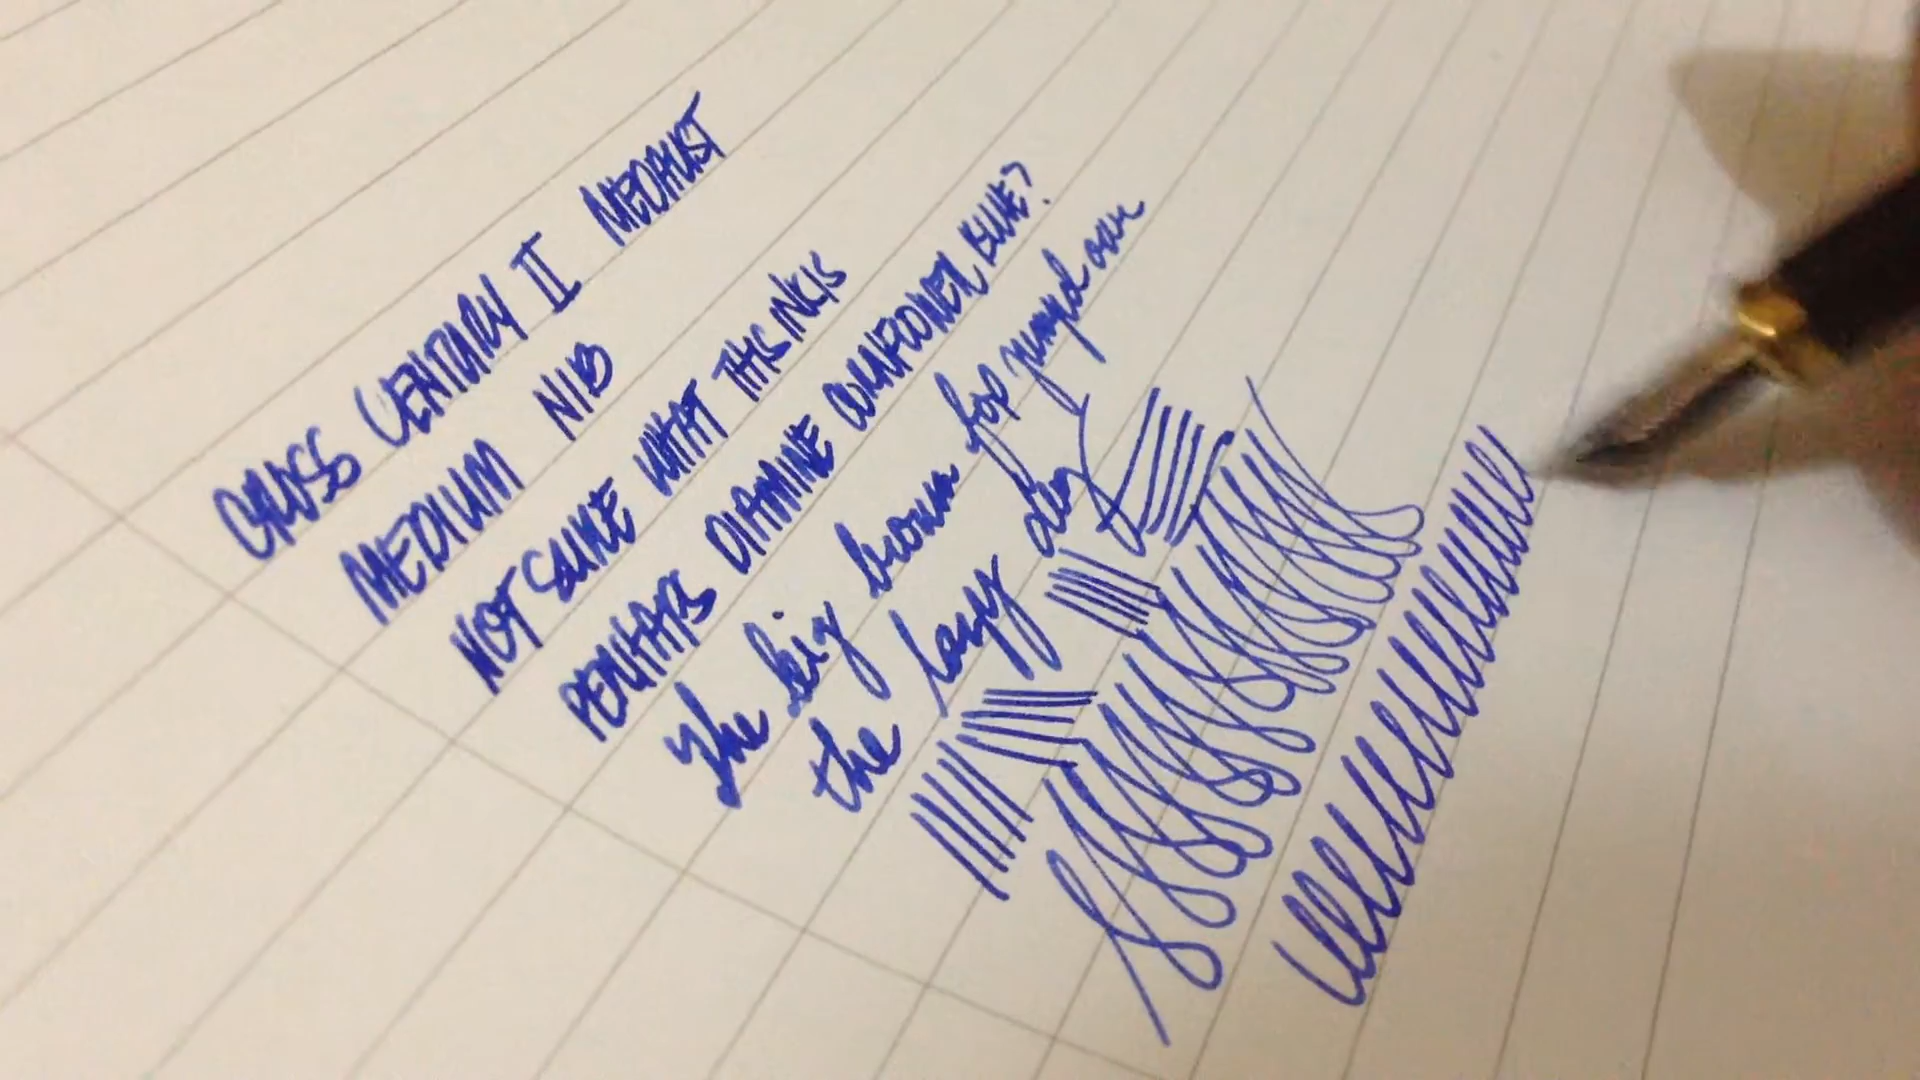 CROSS CENTURY II MEDALIST
MEDIUM NIB
NOT SURE WHAT THIS INK IS
PERHAPS DIAMINE CORNFLOWER BLUE?
The big brown fox jumped over
the lazy dog